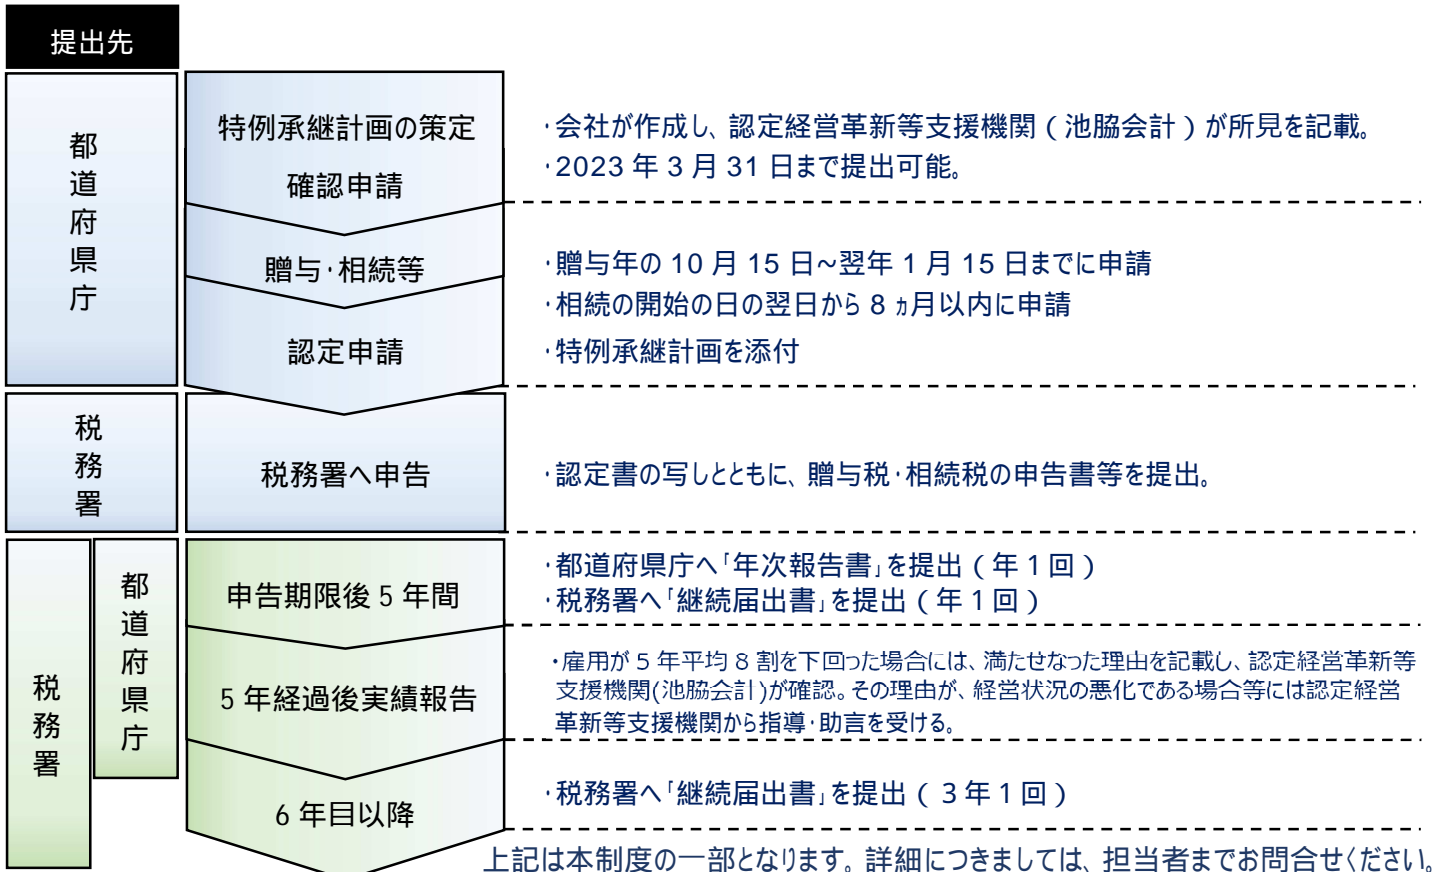 提出先
都道府県庁
特例承継計画の策定
確認申請
・会社が作成し、認定経営革新等支援機関（池脇会計）が所見を記載。
・2023 年 3 月 31 日まで提出可能。
贈与・相続等
認定申請
・贈与年の 10 月 15 日~翌年 1 月 15 日までに申請
・相続の開始の日の翌日から 8 ヵ月以内に申請
・特例承継計画を添付
税務署
税務署へ申告
・認定書の写しとともに、贈与税・相続税の申告書等を提出。
税務署
都道府県庁
申告期限後 5 年間
・都道府県庁へ「年次報告書」を提出（年 1 回）
・税務署へ「継続届出書」を提出（年 1 回）
5 年経過後実績報告
・雇用が 5 年平均 8 割を下回った場合には、満たせなった理由を記載し、認定経営革新等
支援機関(池脇会計)が確認。その理由が、経営状況の悪化である場合等には認定経営
革新等支援機関から指導・助言を受ける。
6 年目以降
・税務署へ「継続届出書」を提出（ 3 年 1 回）
上記は本制度の一部となります。詳細につきましては、担当者までお問合せください。